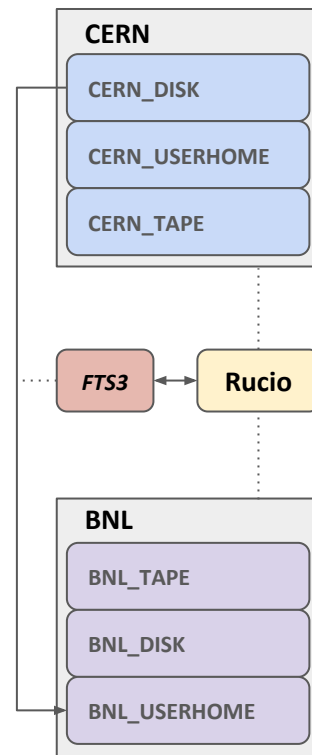 CERN
CERN_DISK
CERN_USERHOME
CERN_TAPE
FTS3
Rucio
BNL
BNL_TAPE
BNL_DISK
BNL_USERHOME